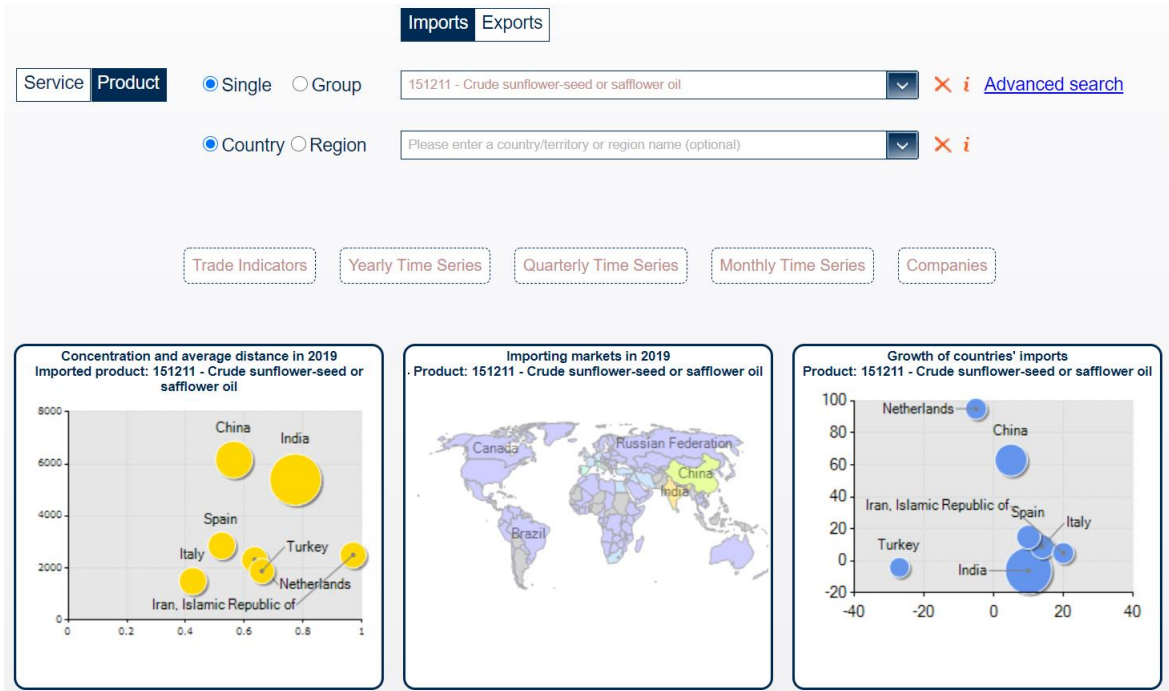 Imports Exports
Service Product Single Group 151211 - Crude sunflower-seed or safflower oil Advanced search
Country Region Please enter a country/territory or region name (optional)
Trade Indicators Yearly Time Series Quarterly Time Series Monthly Time Series Companies
Concentration and average distance in 2019
Imported product: 151211 - Crude sunflower-seed or
safflower oil
8000
China
India
6000
4000
Spain
Italy
Turkey
2000
Netherlands
Iran, Islamic Republic of
0
0 0.2 0.4 0.6 0.8 1
Importing markets in 2019
. Product: 151211 - Crude sunflower-seed or safflower oil
Canada
Russian Federation
China
India
Brazil
Growth of countries' imports
Product: 151211 - Crude sunflower-seed or safflower oil
100
Netherlands
China
80
60
40
Iran, Islamic Republic of
Spain
Italy
20
Turkey
0
India
-20
-40 -20 0 20 40